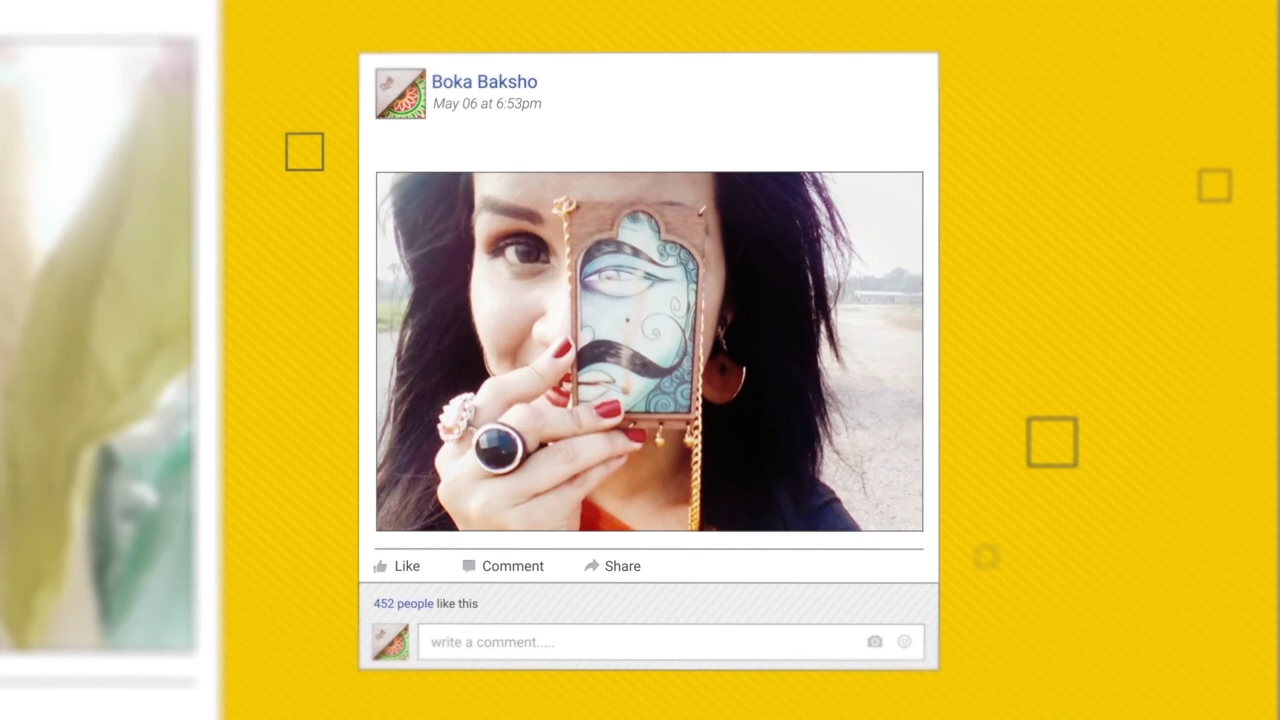 Boka Baksho
May 06 at 6:53pm
Like Comment Share
452 people like this
write a comment.....